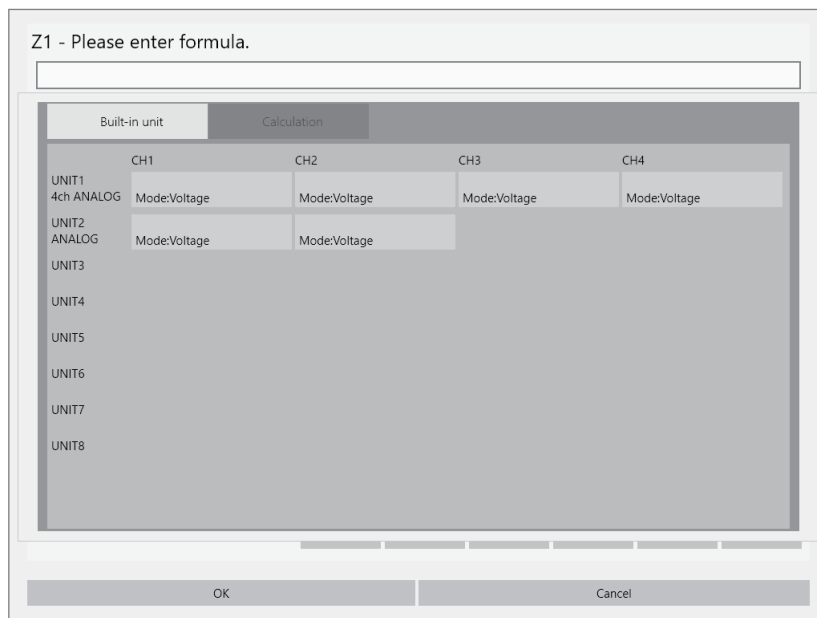 Z1 - Please enter formula.
Built-in unit Calculation
CH1 CH2 CH3 CH4
UNIT1
4ch ANALOG Mode:Voltage Mode:Voltage Mode:Voltage Mode:Voltage
UNIT2
ANALOG Mode:Voltage Mode:Voltage
UNIT3
UNIT4
UNIT5
UNIT6
UNIT7
UNIT8
OK Cancel